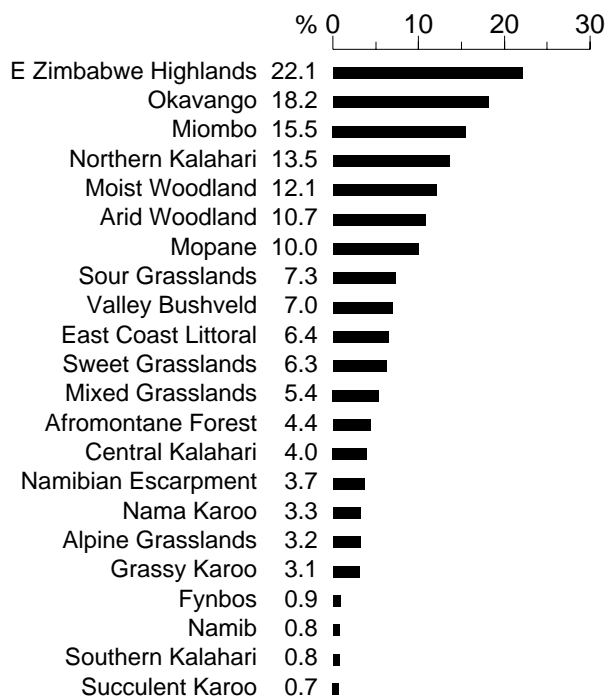 % 0 10 20 30
E Zimbabwe Highlands 22.1
Okavango 18.2
Miombo 15.5
Northern Kalahari 13.5
Moist Woodland 12.1
Arid Woodland 10.7
Mopane 10.0
Sour Grasslands 7.3
Valley Bushveld 7.0
East Coast Littoral 6.4
Sweet Grasslands 6.3
Mixed Grasslands 5.4
Afromontane Forest 4.4
Central Kalahari 4.0
Namibian Escarpment 3.7
Nama Karoo 3.3
Alpine Grasslands 3.2
Grassy Karoo 3.1
Fynbos 0.9
Namib 0.8
Southern Kalahari 0.8
Succulent Karoo 0.7